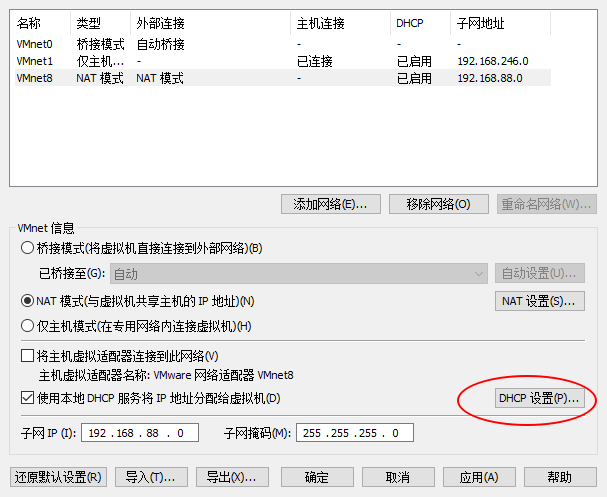 名称 类型 外部连接 主机连接 DHCP 子网地址
VMnet0 桥接模式 自动桥接 - - -
VMnet1 仅主机... - 已连接 已启用 192.168.246.0
VMnet8 NAT 模式 NAT 模式 - 已启用 192.168.88.0
添加网络(E)... 移除网络(O) 重命名网络(W)...
VMnet 信息
桥接模式(将虚拟机直接连接到外部网络)(B)
已桥接至(G): 自动 自动设置(U)...
NAT 模式(与虚拟机共享主机的 IP 地址)(N) NAT 设置(S)...
仅主机模式(在专用网络内连接虚拟机)(H)
将主机虚拟适配器连接到此网络(V)
主机虚拟适配器名称: VMware 网络适配器 VMnet8
使用本地 DHCP 服务将 IP 地址分配给虚拟机(D) DHCP 设置(P)...
子网 IP (I): 192 .168 . 88 . 0 子网掩码(M): 255 .255 .255 . 0
还原默认设置(R) 导入(T)... 导出(X)... 确定 取消 应用(A) 帮助